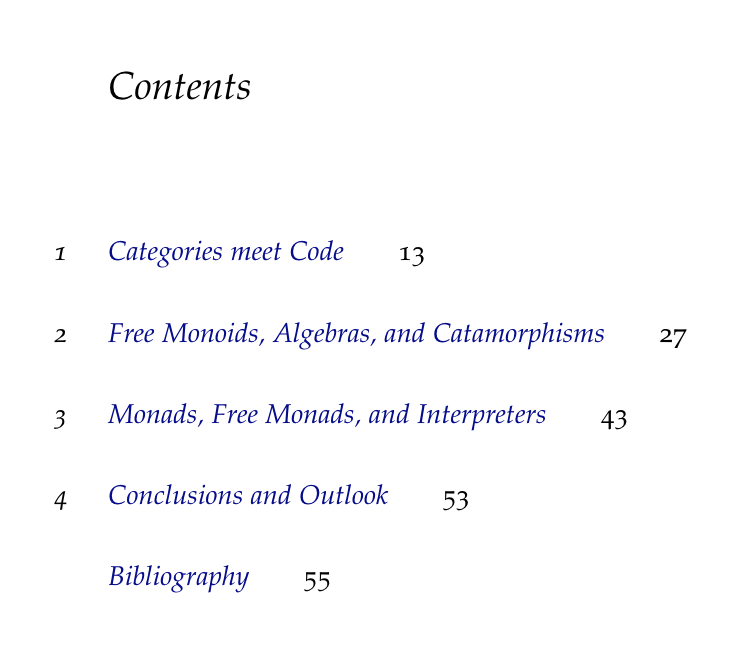 Contents
1 Categories meet Code 13
2 Free Monoids, Algebras, and Catamorphisms 27
3 Monads, Free Monads, and Interpreters 43
4 Conclusions and Outlook 53
Bibliography 55